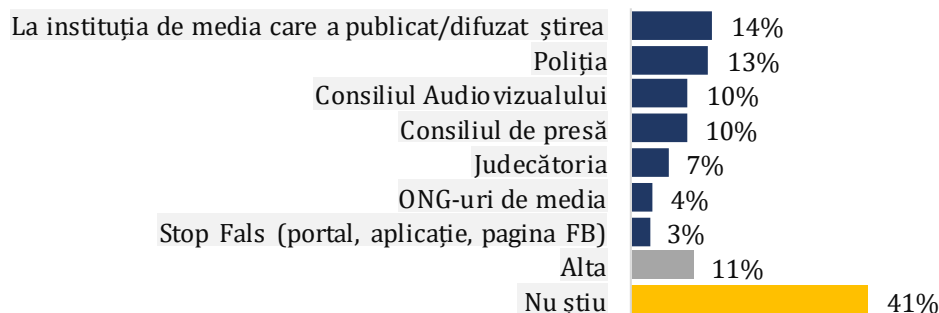 La instituția de media care a publicat/difuzat știrea 14%
Poliția 13%
Consiliul Audiovizualului 10%
Consiliul de presă 10%
Judecătoria 7%
ONG-uri de media 4%
Stop Fals (portal, aplicație, pagina FB) 3%
Alta 11%
Nu știu 41%